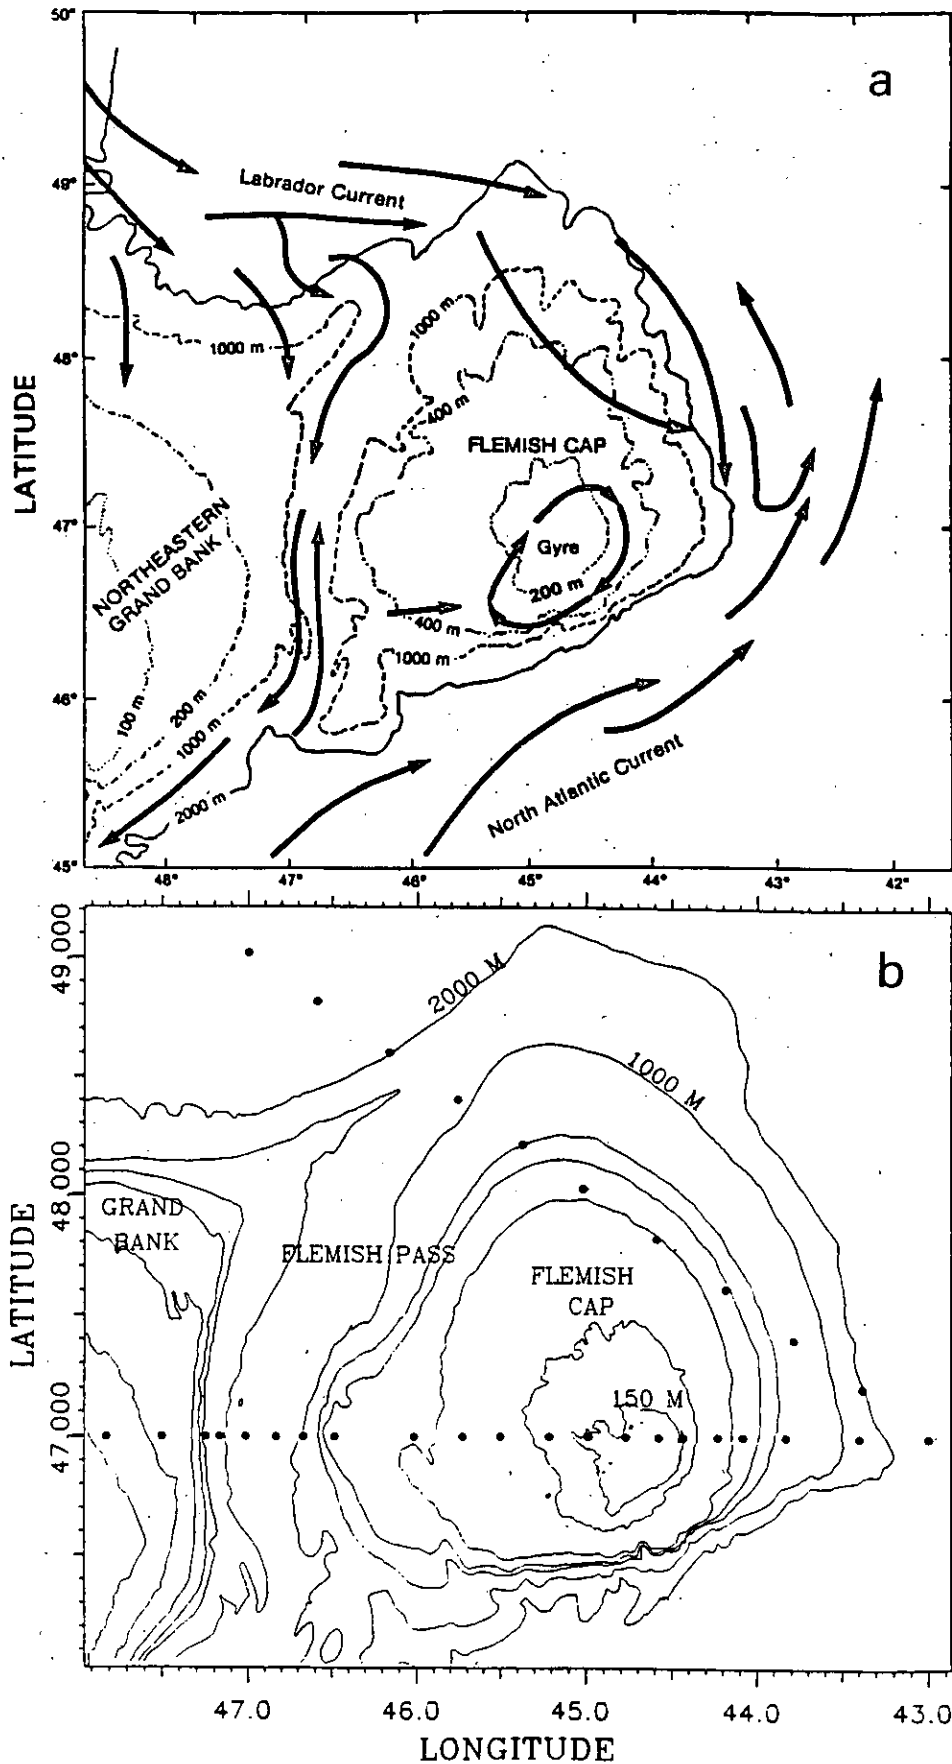 50°
a
49°
Labrador Current
1000 m
1000 m
48°
400 m
FLEMISH CAP
LATITUDE
47°
NORTHEASTERN
GRAND BANK
Gyre
200 m
400 m
1000 m
46°
100 m
200 m
1000 m
2000 m
North Atlantic Current
45°
48°
47°
46°
45°
44°
43°
42°
b
49,000
2000 M
1000 M
48,000
GRAND
BANK
FLEMISH PASS
FLEMISH
CAP
LATITUDE
150 M
47,000
47.0
46.0
45.0
44.0
43.0
LONGITUDE